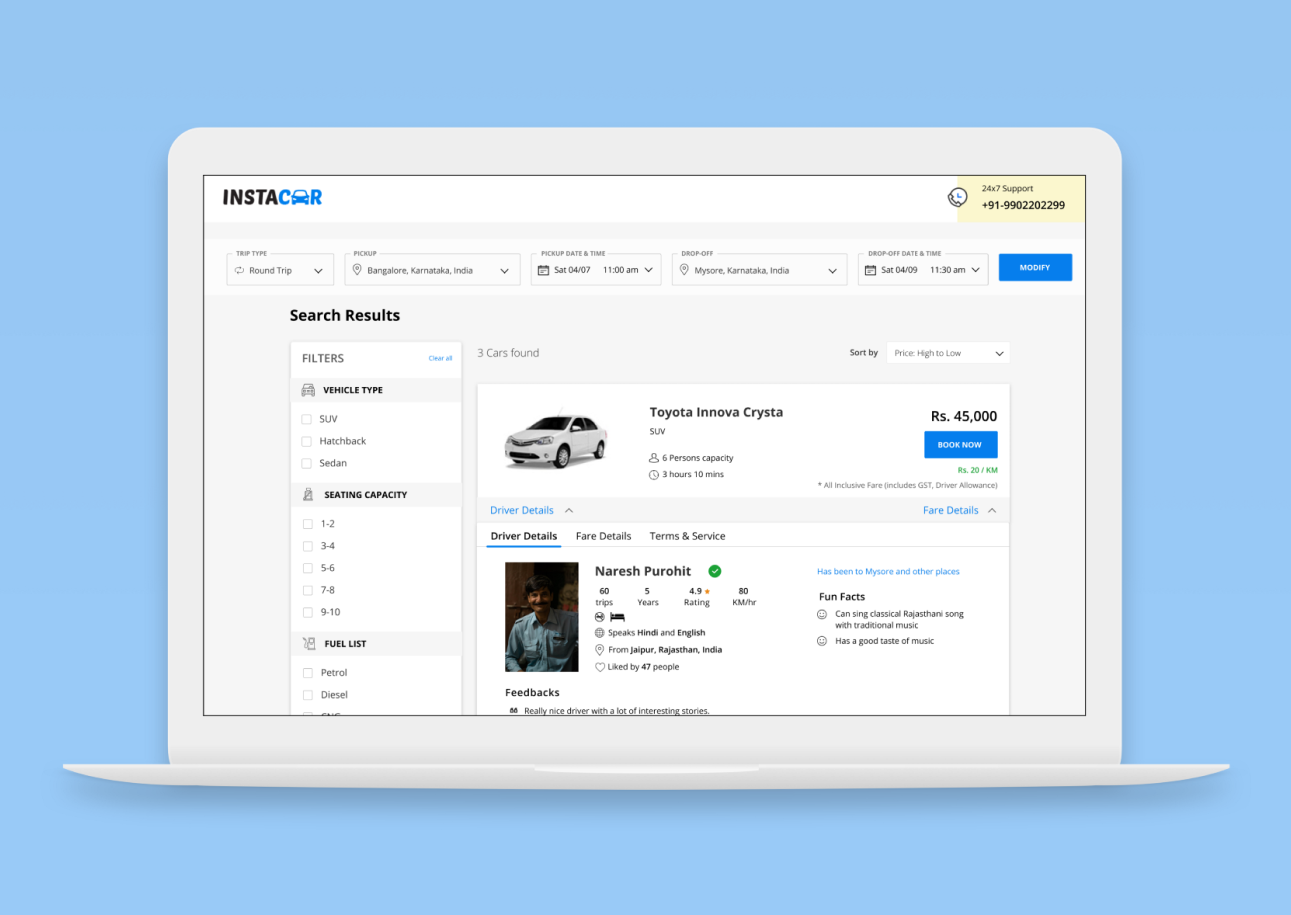 INSTACAR
24x7 Support
+91-9902202299
TRIP TYPE
Round Trip
PICKUP
Bangalore, Karnataka, India
PICKUP DATE & TIME
Sat 04/07 11:00 am
DROP-OFF
Mysore, Karnataka, India
DROP-OFF DATE & TIME
Sat 04/09 11:30 am
MODIFY
Search Results
FILTERS
Clear all
VEHICLE TYPE
SUV
Hatchback
Sedan
SEATING CAPACITY
1-2
3-4
5-6
7-8
9-10
FUEL LIST
Petrol
Diesel
CNG
3 Cars found
Sort by
Price: High to Low
Toyota Innova Crysta
SUV
6 Persons capacity
3 hours 10 mins
Rs. 45,000
BOOK NOW
Rs. 20 / KM
* All Inclusive Fare (includes GST, Driver Allowance)
Driver Details
Fare Details
Driver Details Fare Details Terms & Service
Naresh Purohit
60 5 4.9 80
trips Years Rating KM/hr
Speaks Hindi and English
From Jaipur, Rajasthan, India
Liked by 47 people
Has been to Mysore and other places
Fun Facts
Can sing classical Rajasthani song
with traditional music
Has a good taste of music
Feedbacks
Really nice driver with a lot of interesting stories.